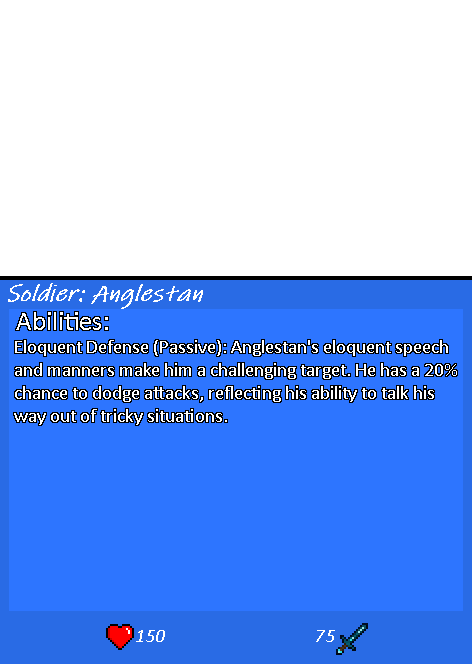 Soldier: Anglestan
Abilities:
Eloquent Defense (Passive): Anglestan's eloquent speech
and manners make him a challenging target. He has a 20%
chance to dodge attacks, reflecting his ability to talk his
way out of tricky situations.
150 75